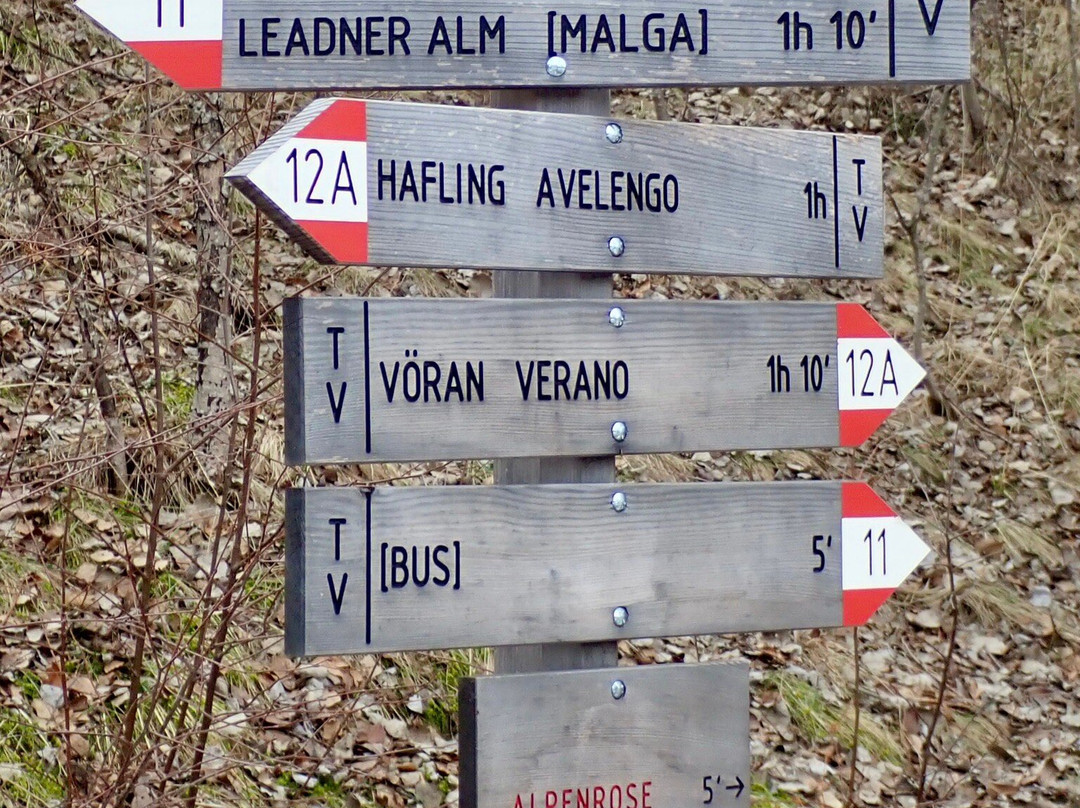 11 LEADNER ALM [MALGA] 1h 10' V
12A HAFLING AVELENGO 1h T V
T V VÖRAN VERANO 1h 10' 12A
T V [BUS] 5' 11
ALPENROSE 5' →